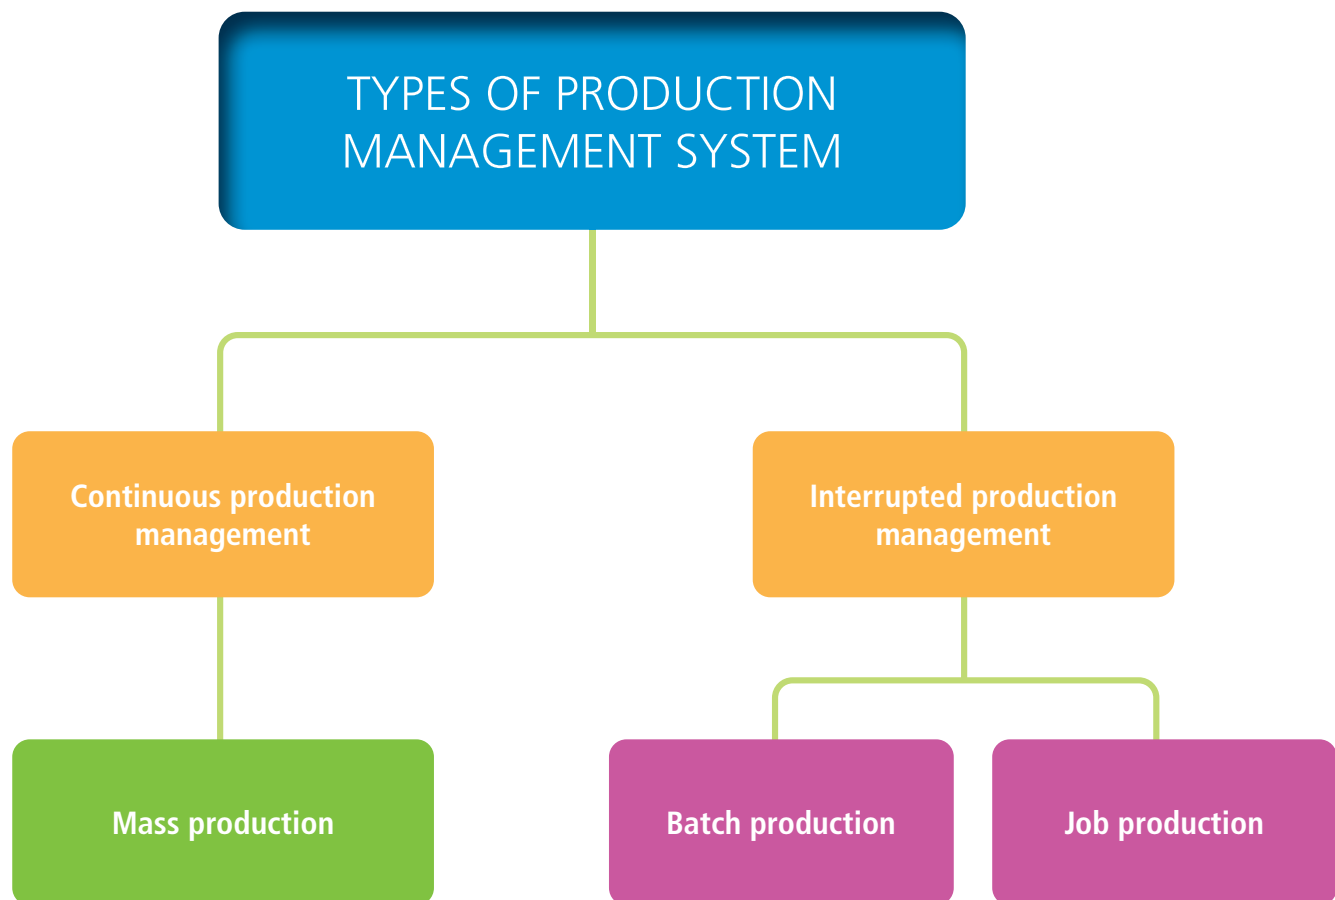 TYPES OF PRODUCTION
MANAGEMENT SYSTEM
Continuous production
management
Interrupted production
management
Mass production
Batch production
Job production